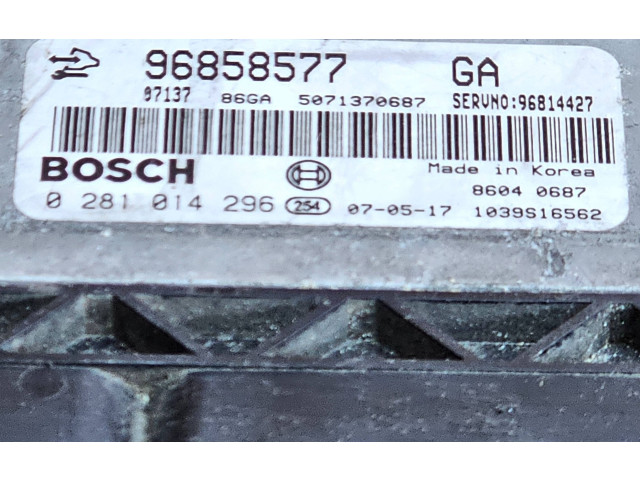 96858577 GA
07137 86GA 5071370687 SERVNO:96814427
BOSCH Made in Korea
8604 0687
0 281 014 296 254 07-05-17 1039S16562